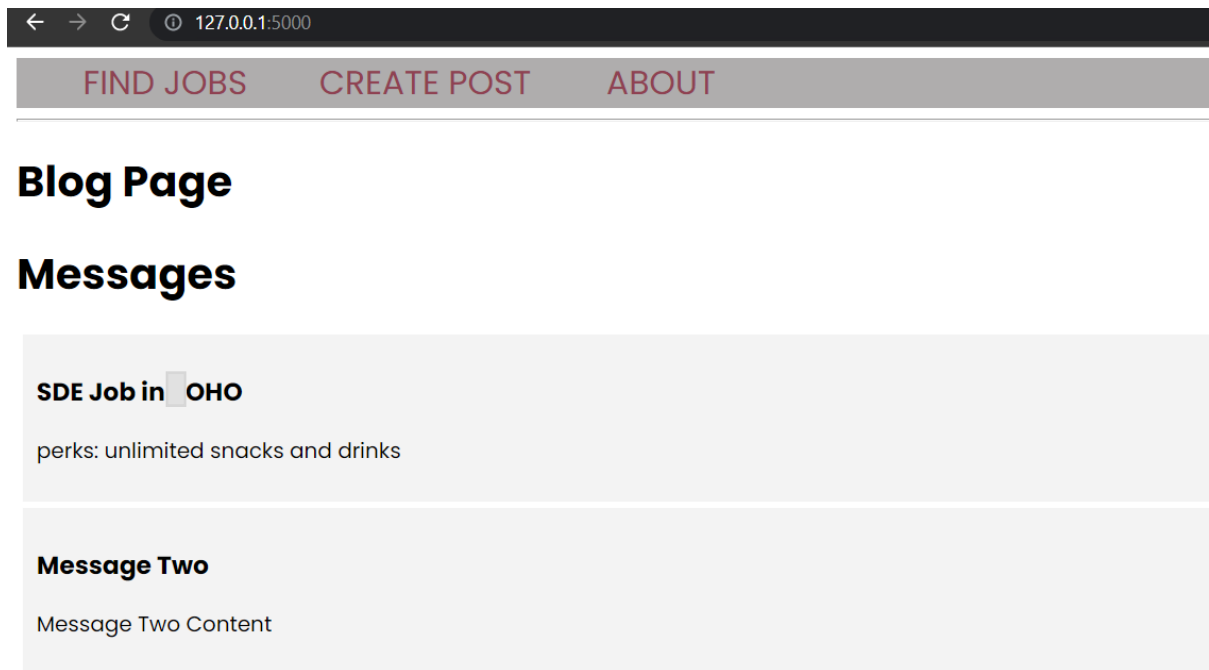 127.0.0.1:5000
FIND JOBS CREATE POST ABOUT
Blog Page
Messages
SDE Job in OHO
perks: unlimited snacks and drinks
Message Two
Message Two Content